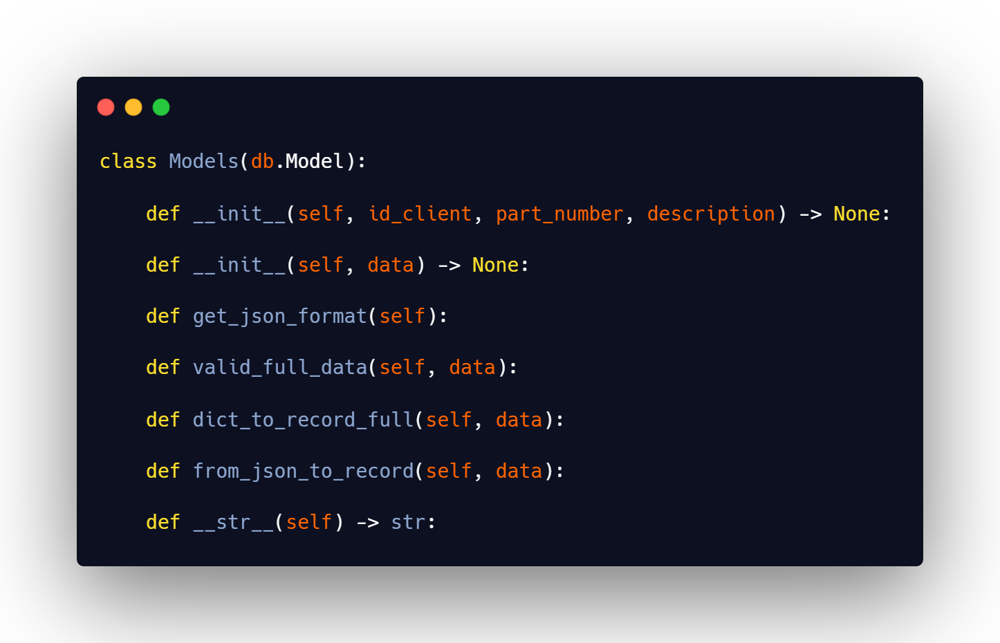 class Models(db.Model):
def __init__(self, id_client, part_number, description) -> None:
def __init__(self, data) -> None:
def get_json_format(self):
def valid_full_data(self, data):
def dict_to_record_full(self, data):
def from_json_to_record(self, data):
def __str__(self) -> str: